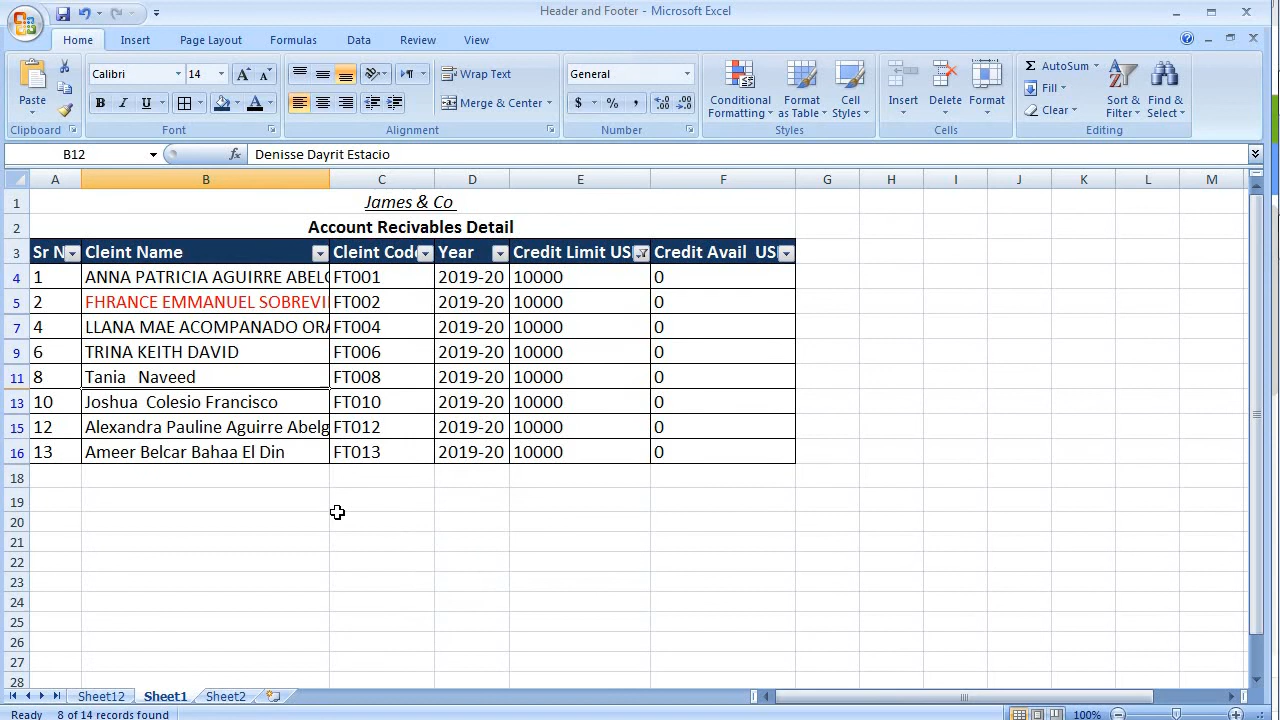 Header and Footer - Microsoft Excel
Home Insert Page Layout Formulas Data Review View
Paste
Calibri 14
B I U A
Wrap Text
Merge & Center
General
$ % ,
Conditional Formatting
Format as Table
Cell Styles
Insert Delete Format
AutoSum
Fill
Clear
Sort & Filter
Find & Select
Clipboard Font Alignment Number Styles Cells Editing
B12 fx Denisse Dayrit Estacio
A B C D E F G H I J K L M
1 James & Co
2 Account Recivables Detail
3 Sr N Cleint Name Cleint Code Year Credit Limit US Credit Avail US
4 1 ANNA PATRICIA AGUIRRE FT001 2019-20 10000 0
5 2 FHRANCE EMMANUEL SOBREVI FT002 2019-20 10000 0
7 4 LLANA MAE ACOMPANADO ORA FT004 2019-20 10000 0
9 6 TRINA KEITH DAVID FT006 2019-20 10000 0
11 8 Tania Naveed FT008 2019-20 10000 0
13 10 Joshua Colesio Francisco FT010 2019-20 10000 0
15 12 Alexandra Pauline Aguirre Abelg FT012 2019-20 10000 0
16 13 Ameer Belcar Bahaa El Din FT013 2019-20 10000 0
18
19
20
21
22
23
24
25
26
27
28
Sheet12 Sheet1 Sheet2
Ready 8 of 14 records found 100%